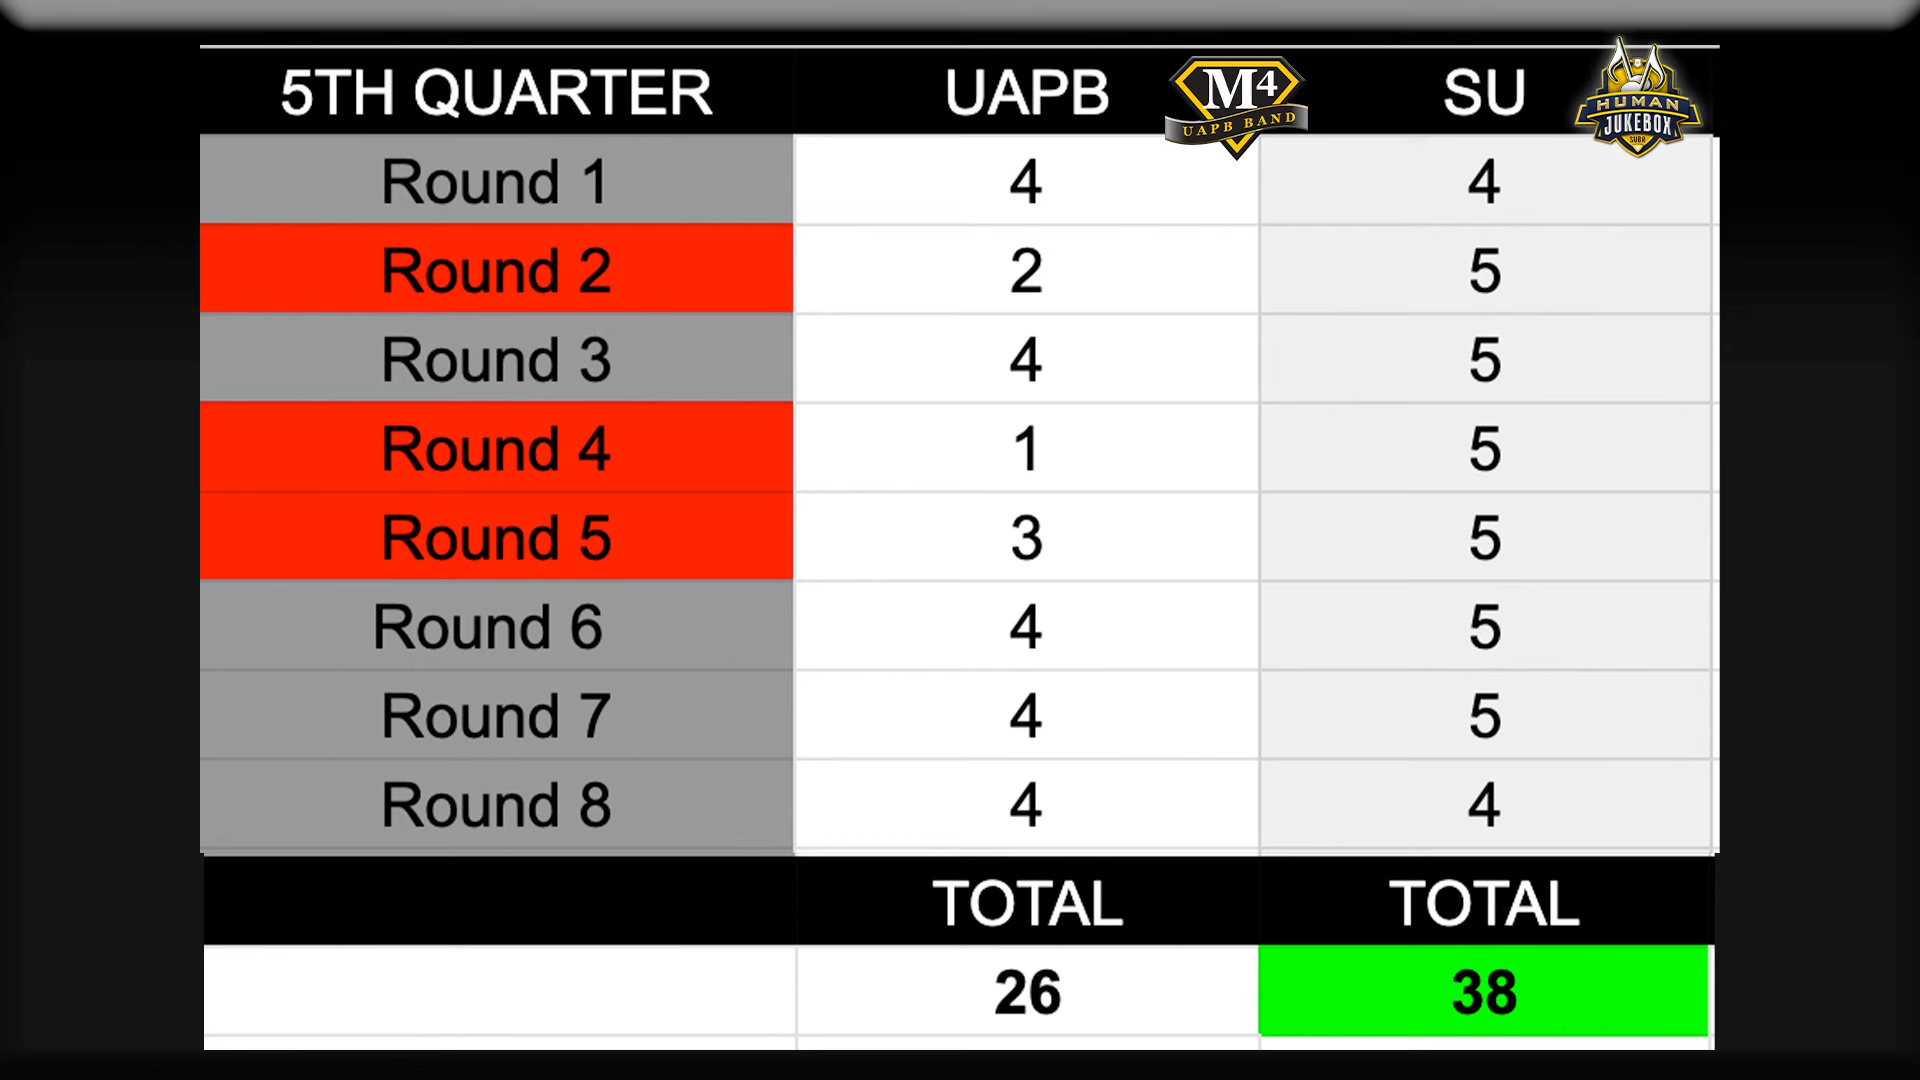 5TH QUARTER UAPB M4 UAPB BAND SU HUMAN JUKEBOX SUBR
Round 1 4 4
Round 2 2 5
Round 3 4 5
Round 4 1 5
Round 5 3 5
Round 6 4 5
Round 7 4 5
Round 8 4 4
TOTAL TOTAL
26 38